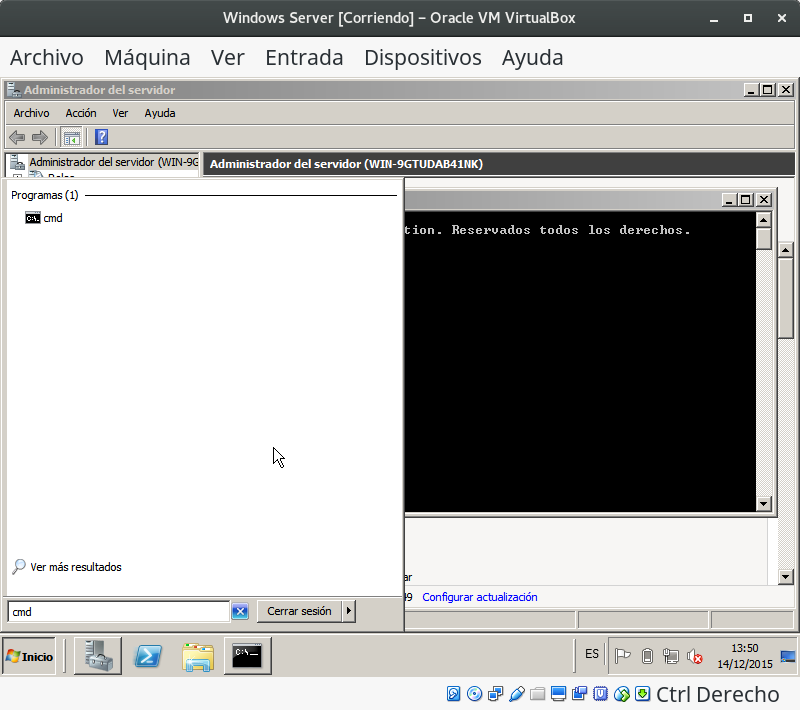 Windows Server [Corriendo] – Oracle VM VirtualBox
Archivo Máquina Ver Entrada Dispositivos Ayuda
Administrador del servidor
Archivo Acción Ver Ayuda
Administrador del servidor (WIN-9G
Administrador del servidor (WIN-9GTUDAB41NK)
Roles
Programas (1)
C:\.
cmd
tion. Reservados todos los derechos.
Ver más resultados
ar
49 Configurar actualización
cmd
Cerrar sesión
Inicio
C:\.
ES
13:50
14/12/2015
Ctrl Derecho